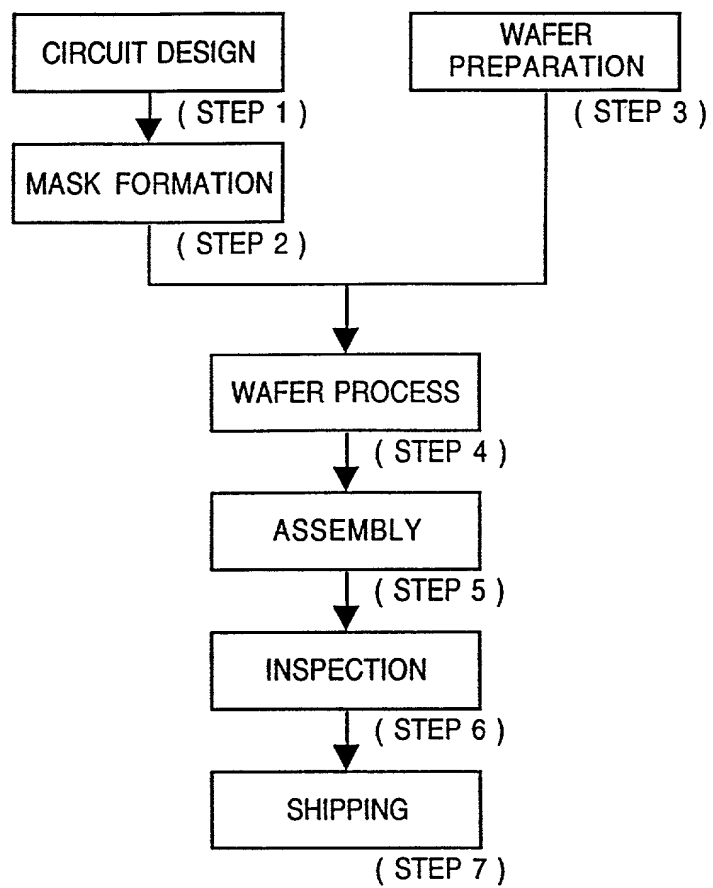 CIRCUIT DESIGN
( STEP 1 )
MASK FORMATION
( STEP 2 )
WAFER
PREPARATION
( STEP 3 )
WAFER PROCESS
( STEP 4 )
ASSEMBLY
( STEP 5 )
INSPECTION
( STEP 6 )
SHIPPING
( STEP 7 )